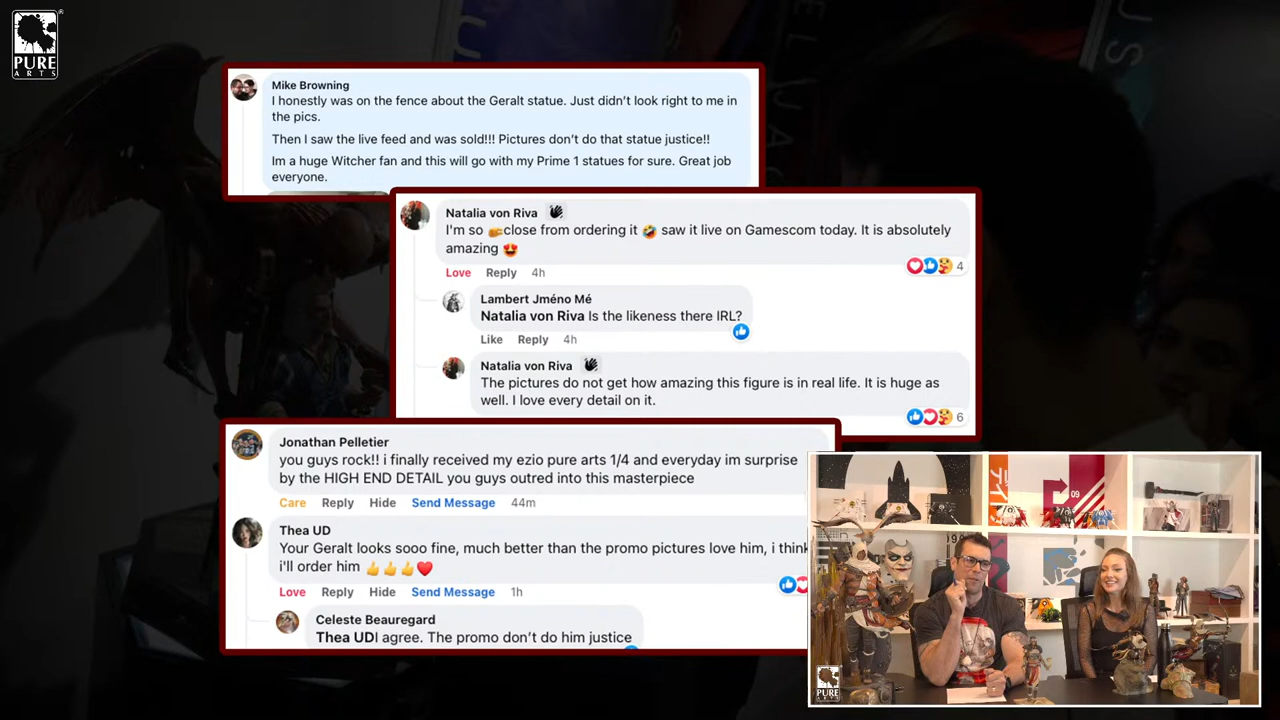 PURE
ARTS
Mike Browning
I honestly was on the fence about the Geralt statue. Just didn't look right to me in
the pics.
Then I saw the live feed and was sold!!! Pictures don't do that statue justice!!
Im a huge Witcher fan and this will go with my Prime 1 statues for sure. Great job
everyone.
Natalia von Riva
I'm so 🤛close from ordering it 🤣 saw it live on Gamescom today. It is absolutely
amazing 😍
4
Love Reply 4h
Lambert Jméno Mé
Natalia von Riva Is the likeness there IRL?
Like Reply 4h
Natalia von Riva
The pictures do not get how amazing this figure is in real life. It is huge as
well. I love every detail on it.
6
Jonathan Pelletier
you guys rock!! i finally received my ezio pure arts 1/4 and everyday im surprise
by the HIGH END DETAIL you guys outred into this masterpiece
Care Reply Hide Send Message 44m
Thea UD
Your Geralt looks sooo fine, much better than the promo pictures love him, i think
i'll order him 👍👍👍❤️
Love Reply Hide Send Message 1h
Celeste Beauregard
Thea UDI agree. The promo don't do him justice
09
PURE
ARTS